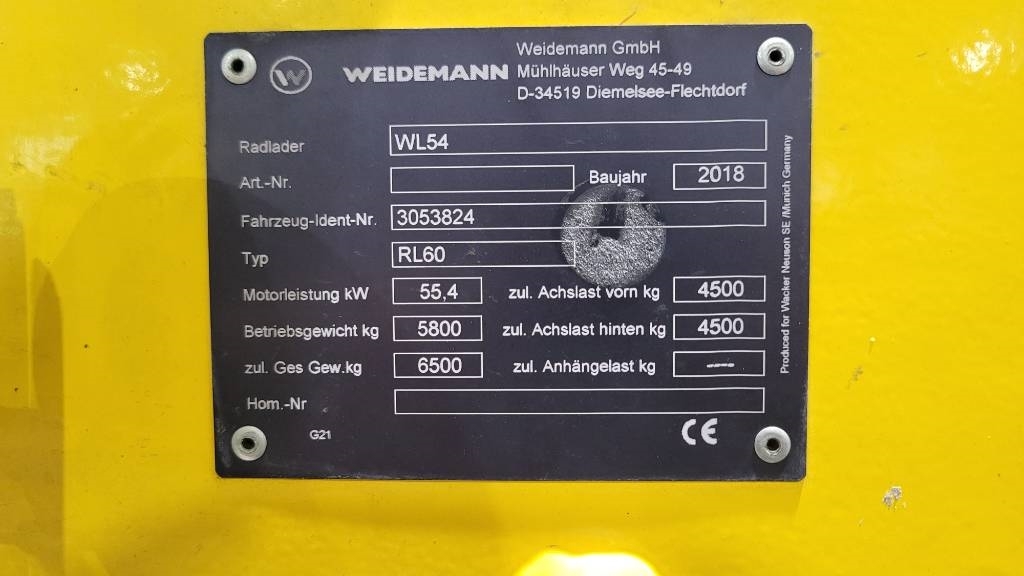 Weidemann GmbH
W WEIDEMANN Mühlhäuser Weg 45-49
D-34519 Diemelsee-Flechtdorf
Radlader WL54
Art.-Nr. Baujahr 2018
Fahrzeug-Ident-Nr. 3053824
Typ RL60
Motorleistung kW 55,4 zul. Achslast vorn kg 4500
Betriebsgewicht kg 5800 zul. Achslast hinten kg 4500
zul. Ges Gew.kg 6500 zul. Anhängelast kg ----
Hom.-Nr
G21 CE
Produced for Wacker Neuson SE /Munich Germany